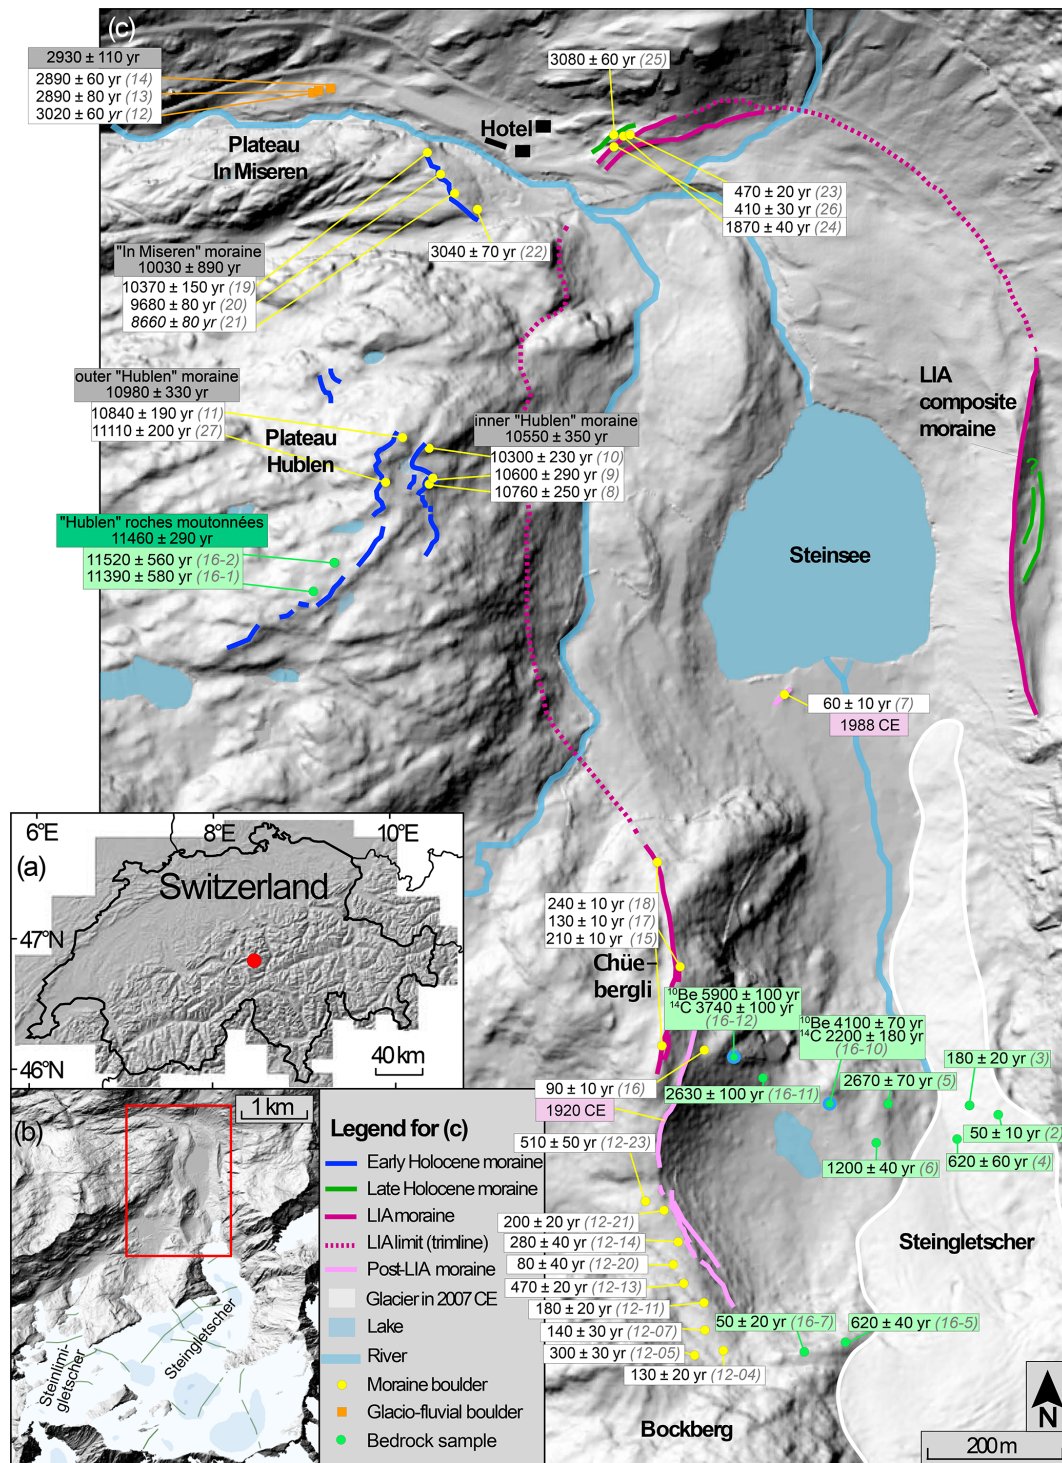 (c)
2930 ± 110 yr
2890 ± 60 yr (14)
2890 ± 80 yr (13)
3020 ± 60 yr (12)
3080 ± 60 yr (25)
Hotel
Plateau
In Miseren
470 ± 20 yr (23)
410 ± 30 yr (26)
1870 ± 40 yr (24)
3040 ± 70 yr (22)
"In Miseren" moraine
10030 ± 890 yr
10370 ± 150 yr (19)
9680 ± 80 yr (20)
8660 ± 80 yr (21)
outer "Hublen" moraine
10980 ± 330 yr
10840 ± 190 yr (11)
11110 ± 200 yr (27)
Plateau
Hublen
inner "Hublen" moraine
10550 ± 350 yr
10300 ± 230 yr (10)
10600 ± 290 yr (9)
10760 ± 250 yr (8)
LIA
composite
moraine
?
"Hublen" roches moutonnées
11460 ± 290 yr
11520 ± 560 yr (16-2)
11390 ± 580 yr (16-1)
Steinsee
60 ± 10 yr (7)
1988 CE
6°E
8°E
10°E
(a)
Switzerland
47°N
46°N
40 km
240 ± 10 yr (18)
130 ± 10 yr (17)
210 ± 10 yr (15)
Chüe–
bergli
¹⁰Be 5900 ± 100 yr
¹⁴C 3740 ± 100 yr
(16-12)
¹⁰Be 4100 ± 70 yr
¹⁴C 2200 ± 180 yr
(16-10)
180 ± 20 yr (3)
90 ± 10 yr (16)
2630 ± 100 yr (16-11)
2670 ± 70 yr (5)
1920 CE
50 ± 10 yr (2)
510 ± 50 yr (12-23)
1200 ± 40 yr (6)
620 ± 60 yr (4)
200 ± 20 yr (12-21)
280 ± 40 yr (12-14)
80 ± 40 yr (12-20)
470 ± 20 yr (12-13)
180 ± 20 yr (12-11)
140 ± 30 yr (12-07)
300 ± 30 yr (12-05)
130 ± 20 yr (12-04)
50 ± 20 yr (16-7)
620 ± 40 yr (16-5)
Steingletscher
Bockberg
N
200 m
(b)
1 km
Steinlimi-
gletscher
Steingletscher
Legend for (c)
Early Holocene moraine
Late Holocene moraine
LIA moraine
LIA limit (trimline)
Post-LIA moraine
Glacier in 2007 CE
Lake
River
Moraine boulder
Glacio-fluvial boulder
Bedrock sample